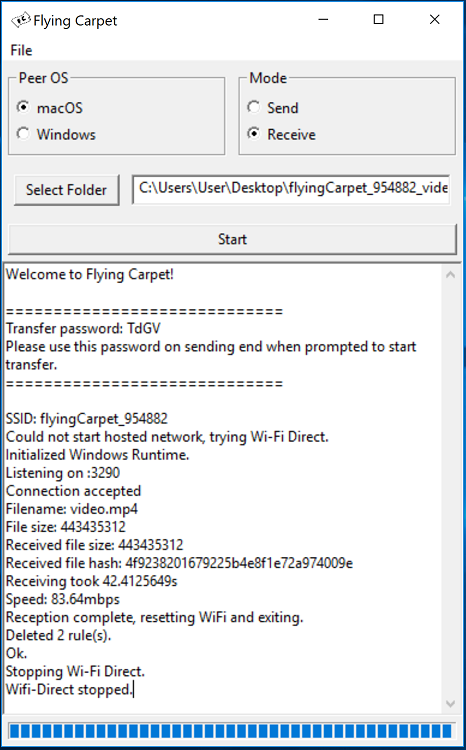 Flying Carpet
File
Peer OS
macOS
Windows
Mode
Send
Receive
Select Folder
C:\Users\User\Desktop\flyingCarpet_954882_vide
Start
Welcome to Flying Carpet!
=============================
Transfer password: TdGV
Please use this password on sending end when prompted to start
transfer.
=============================
SSID: flyingCarpet_954882
Could not start hosted network, trying Wi-Fi Direct.
Initialized Windows Runtime.
Listening on :3290
Connection accepted
Filename: video.mp4
File size: 443435312
Received file size: 443435312
Received file hash: 4f9238201679225b4e8f1e72a974009e
Receiving took 42.4125649s
Speed: 83.64mbps
Reception complete, resetting WiFi and exiting.
Deleted 2 rule(s).
Ok.
Stopping Wi-Fi Direct.
Wifi-Direct stopped.